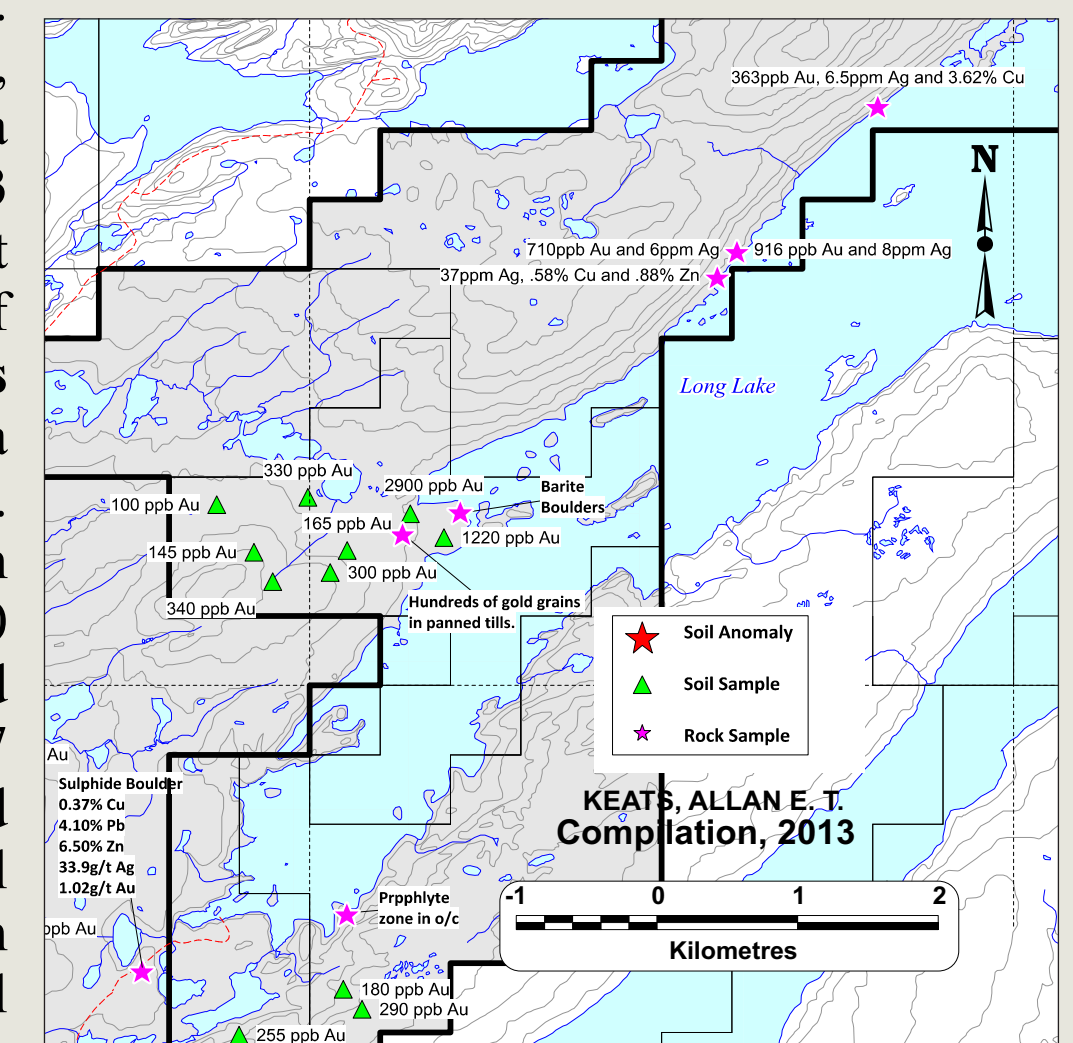 363ppb Au, 6.5ppm Ag and 3.62% Cu
N
710ppb Au and 6ppm Ag
916 ppb Au and 8ppm Ag
37ppm Ag, .58% Cu and .88% Zn
Long Lake
330 ppb Au
2900 ppb Au
Barite
Boulders
100 ppb Au
165 ppb Au
1220 ppb Au
145 ppb Au
300 ppb Au
340 ppb Au
Hundreds of gold grains
in panned tills.
Soil Anomaly
Soil Sample
Rock Sample
Au
Sulphide Boulder
0.37% Cu
4.10% Pb
6.50% Zn
33.9g/t Ag
1.02g/t Au
KEATS, ALLAN E. T.
Compilation, 2013
-1 0 1 2
Kilometres
Prpphlyte
zone in o/c
ppb Au
180 ppb Au
290 ppb Au
255 ppb Au